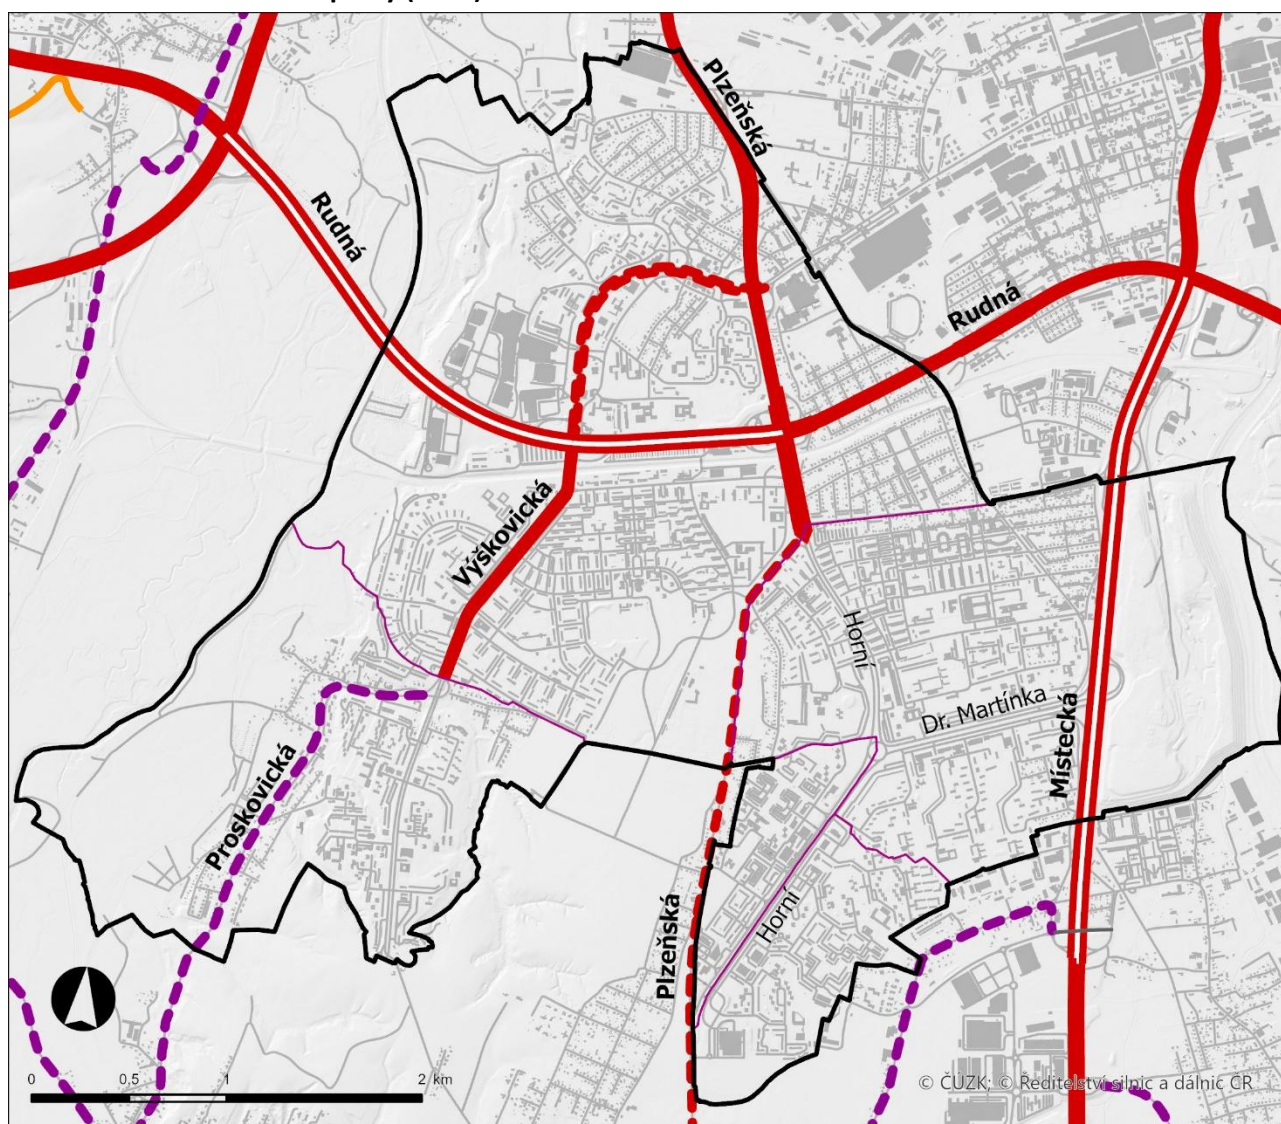 Plzeňská
Rudná
Rudná
Výškovická
Horní
Dr. Martínka
Místecká
Proskovická
Horní
Plzeňská
0 0.5 1 2 km
© ČÚZK; © Ředitelství silnic a dálnic ČR